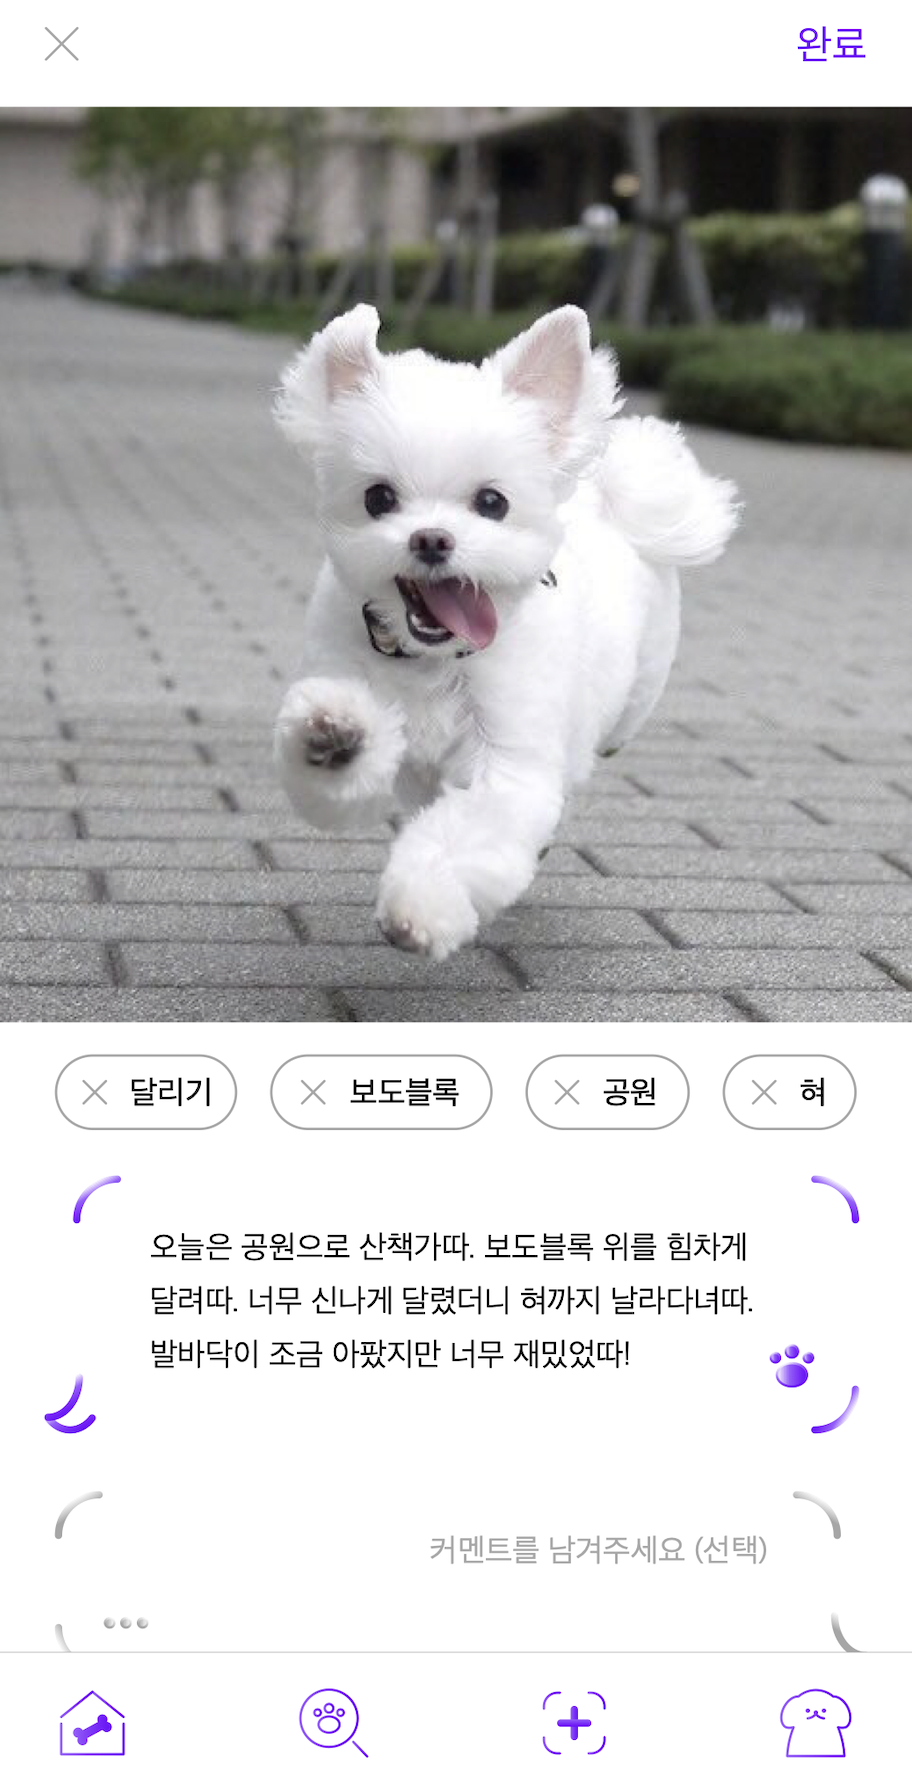 완료
달리기 보도블록 공원 혀
오늘은 공원으로 산책가따. 보도블록 위를 힘차게
달려따. 너무 신나게 달렸더니 혀까지 날라다녀따.
발바닥이 조금 아팠지만 너무 재밌었따!
커멘트를 남겨주세요 (선택)